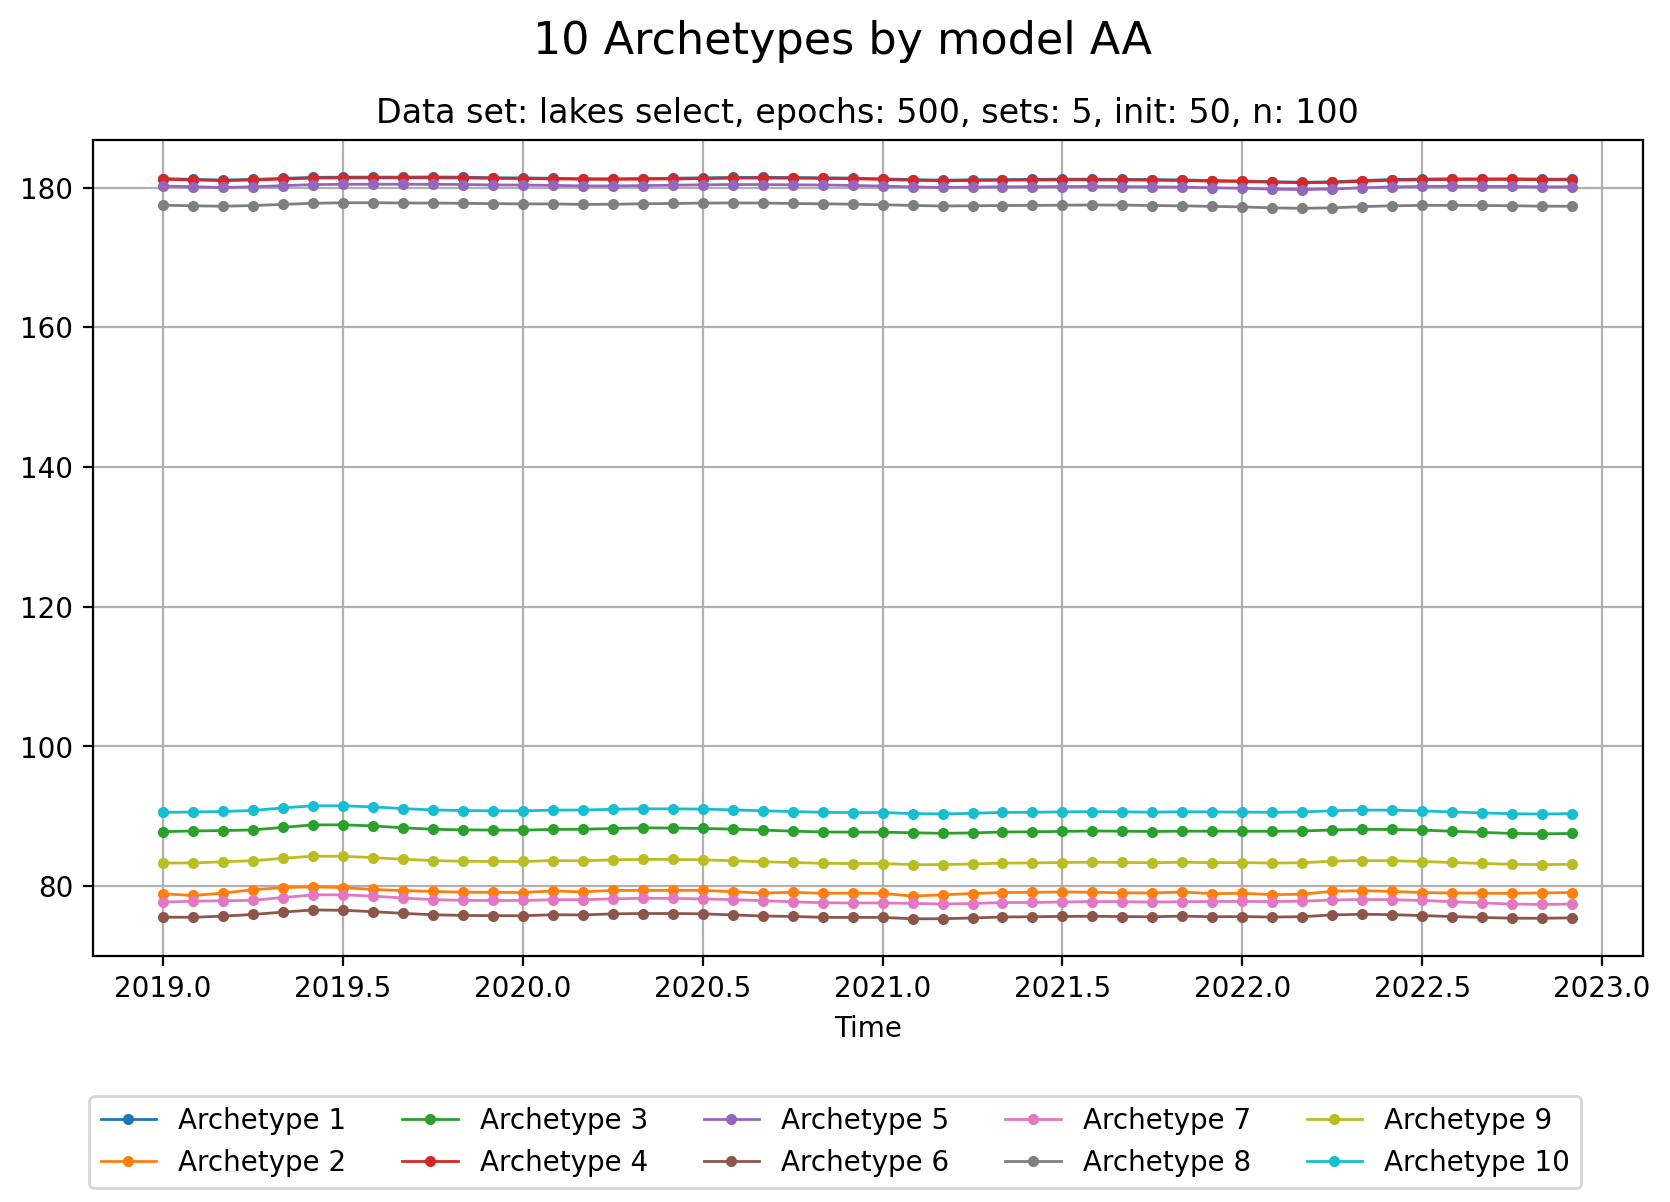 10 Archetypes by model AA
Data set: lakes select, epochs: 500, sets: 5, init: 50, n: 100
180
160
140
120
100
80
2019.0 2019.5 2020.0 2020.5 2021.0 2021.5 2022.0 2022.5 2023.0
Time
Archetype 1 Archetype 3 Archetype 5 Archetype 7 Archetype 9
Archetype 2 Archetype 4 Archetype 6 Archetype 8 Archetype 10